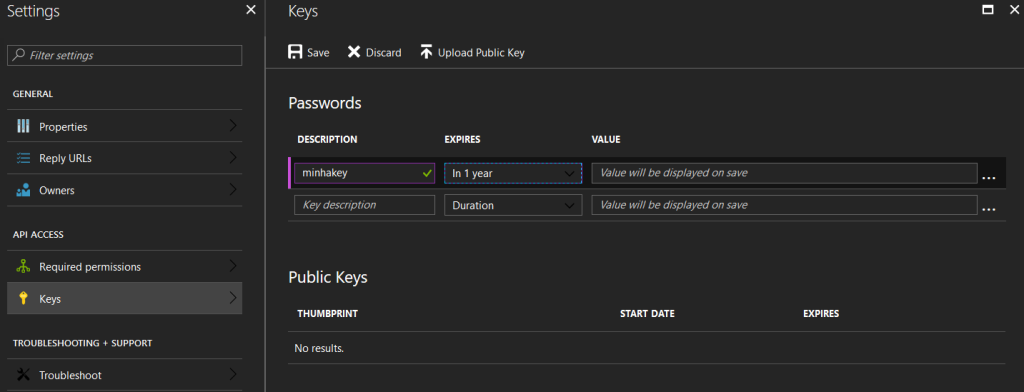 Settings
Filter settings
GENERAL
Properties
Reply URLs
Owners
API ACCESS
Required permissions
Keys
TROUBLESHOOTING + SUPPORT
Troubleshoot
Keys
Save Discard Upload Public Key
Passwords
DESCRIPTION EXPIRES VALUE
minhakey In 1 year Value will be displayed on save ...
Key description Duration Value will be displayed on save ...
Public Keys
THUMBPRINT START DATE EXPIRES
No results.